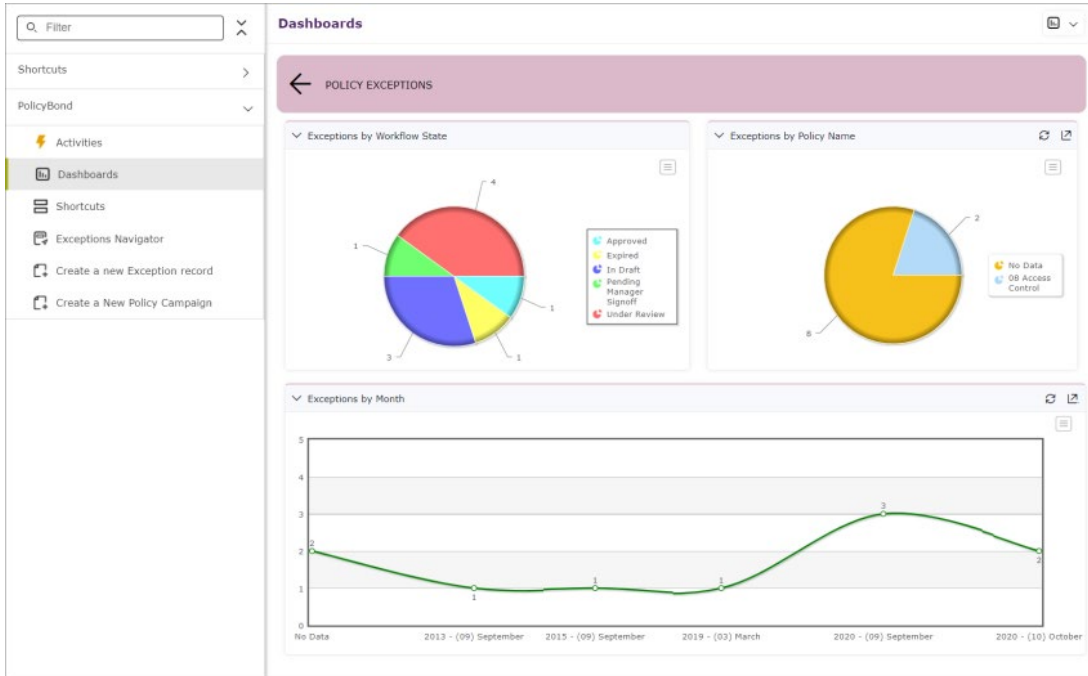 Filter
Shortcuts
PolicyBond
Activities
Dashboards
Shortcuts
Exceptions Navigator
Create a new Exception record
Create a New Policy Campaign
Dashboards
POLICY EXCEPTIONS
Exceptions by Workflow State
4
1
1
3
1
Approved
Expired
In Draft
Pending
Manager
Signoff
Under Review
Exceptions by Policy Name
2
8
No Data
08 Access
Control
Exceptions by Month
5
4
3
2
1
0
2
1
1
1
3
2
No Data
2013 - (09) September
2015 - (09) September
2019 - (03) March
2020 - (09) September
2020 - (10) October